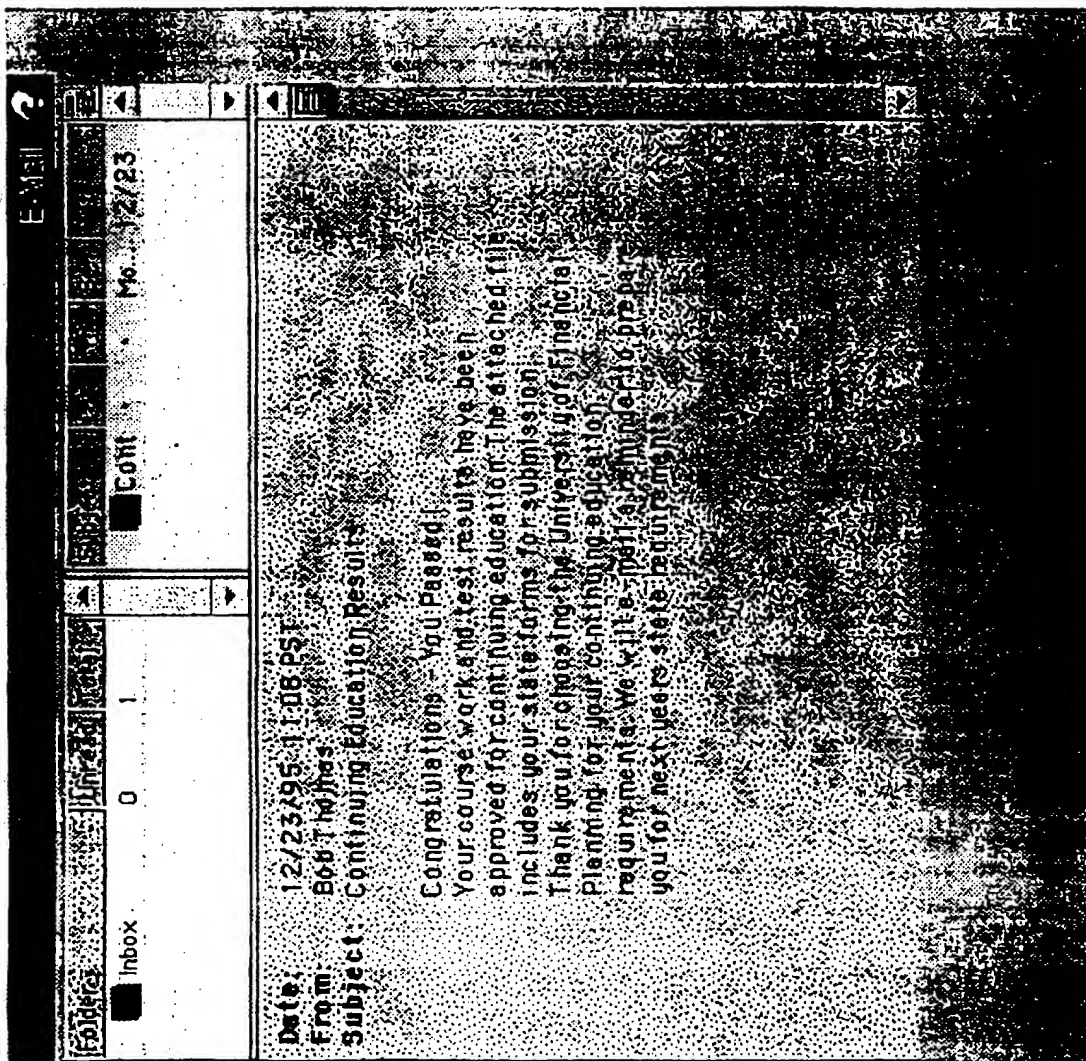 E-Mail ?
Folders Unread Total
Inbox 0 1
Cont Mo... 12/23
Date: 12/23/95 11:08 PST
From Bob Thomas
Subject: Continuing Education Results
Congratulations - You Passed!
Your course work and test results have been
approved for continuing education. The attached file
includes your state forms for submission.
Thank you for choosing the University of Financial
Planning for your continuing education
requirements. We will e-mail a reminder to prepare
you for next years state requirements